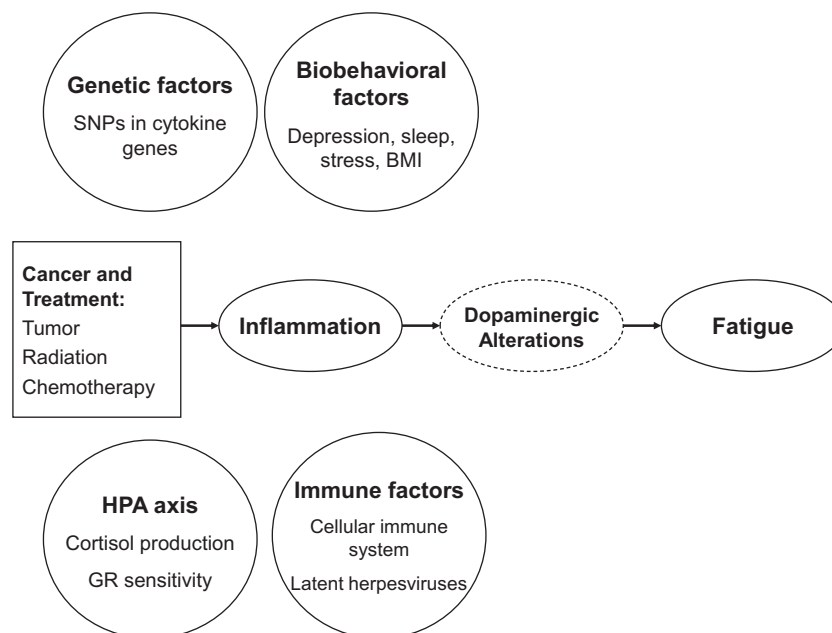 Genetic factors
SNPs in cytokine
genes
Biobehavioral
factors
Depression, sleep,
stress, BMI
Cancer and
Treatment:
Tumor
Radiation
Chemotherapy
Inflammation
Dopaminergic
Alterations
Fatigue
HPA axis
Cortisol production
GR sensitivity
Immune factors
Cellular immune
system
Latent herpesviruses